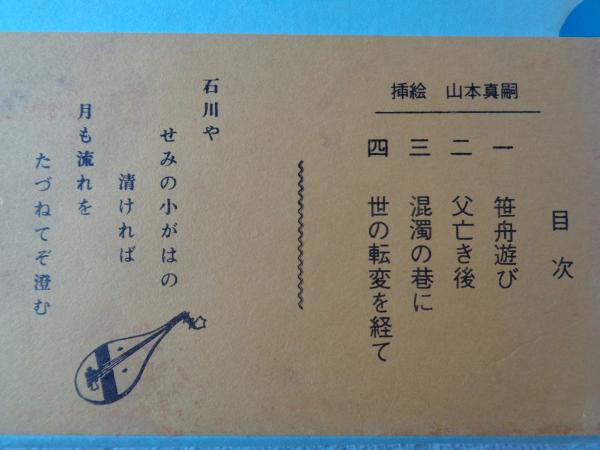 目次
一 笹舟遊び
二 父亡き後
三 混濁の巷に
四 世の転変を経て
挿絵 山本真嗣
石川や
せみの小がはの
清ければ
月も流れを
たづねてぞ澄む